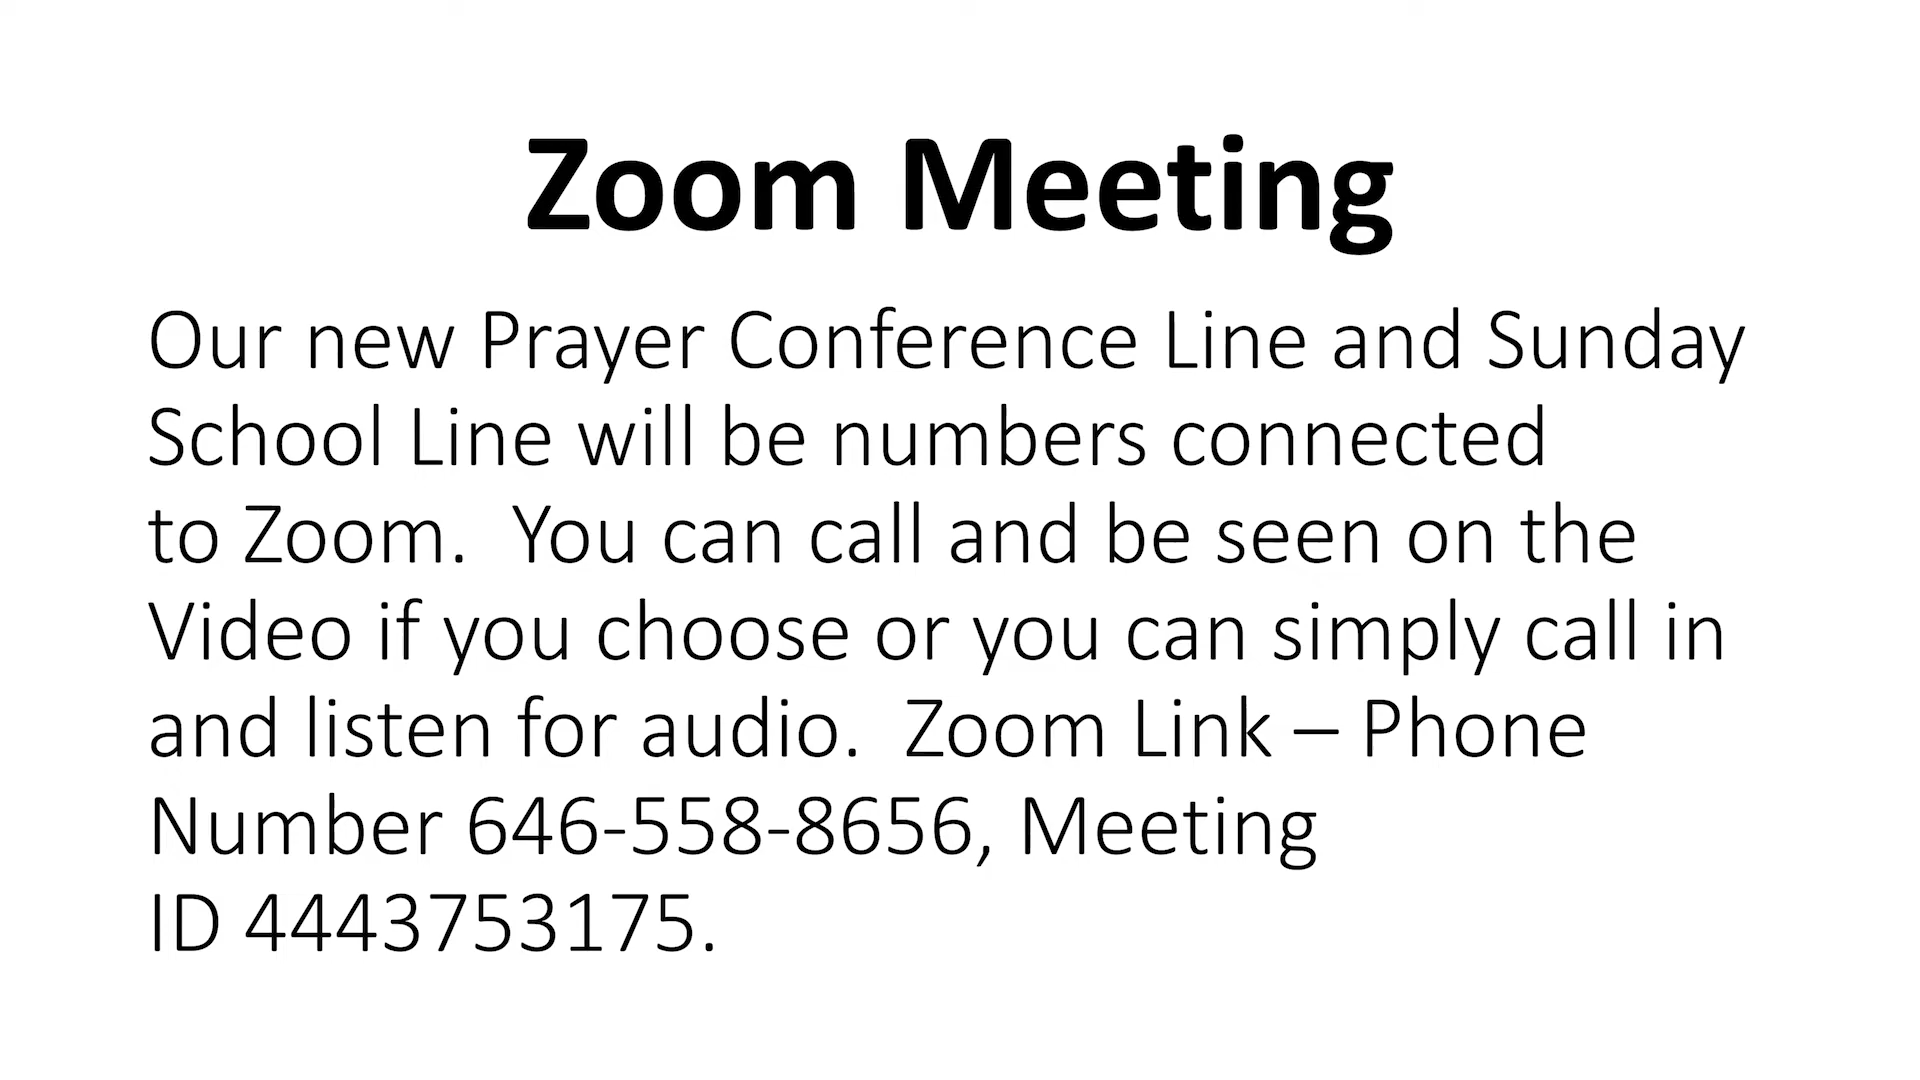 Zoom Meeting
Our new Prayer Conference Line and Sunday
School Line will be numbers connected
to Zoom.  You can call and be seen on the
Video if you choose or you can simply call in
and listen for audio.  Zoom Link – Phone
Number 646-558-8656, Meeting
ID 4443753175.